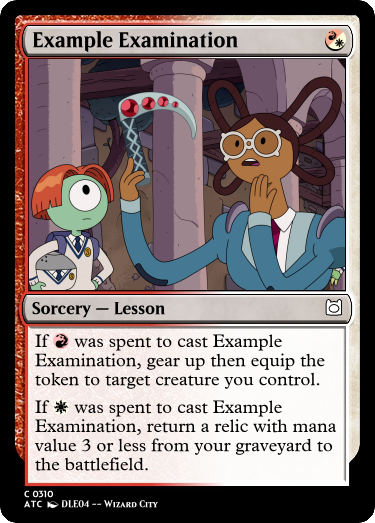 Example Examination
Sorcery — Lesson
If was spent to cast Example
Examination, gear up then equip the
token to target creature you control.
If was spent to cast Example
Examination, return a relic with mana
value 3 or less from your graveyard to
the battlefield.
C 0310
ATC DLE04 -- Wizard City